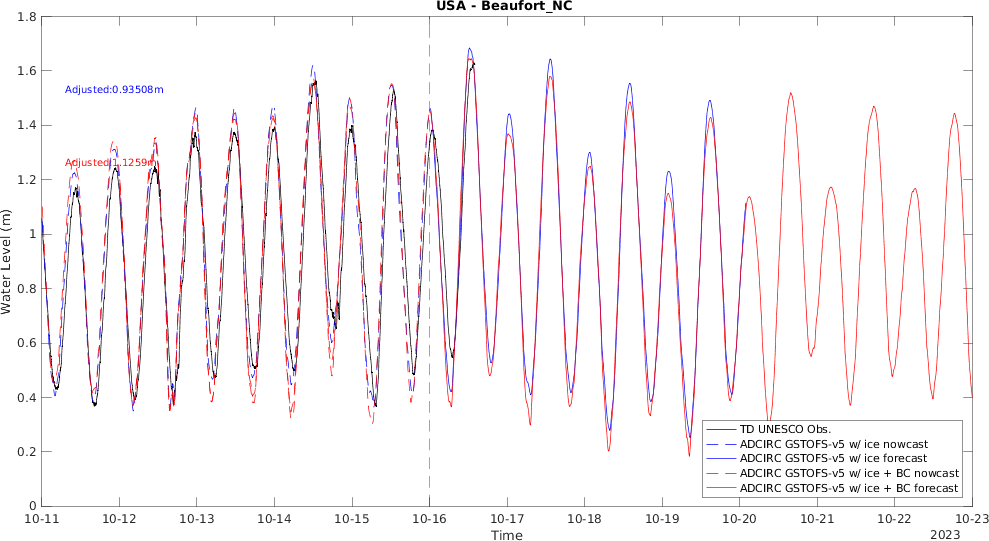 USA - Beaufort_NC
1.8
1.6
1.4
1.2
1
0.8
0.6
0.4
0.2
0
Water Level (m)
Adjusted:0.93508m
Adjusted:1.1259m
TD UNESCO Obs.
ADCIRC GSTOFS-v5 w/ ice nowcast
ADCIRC GSTOFS-v5 w/ ice forecast
ADCIRC GSTOFS-v5 w/ ice + BC nowcast
ADCIRC GSTOFS-v5 w/ ice + BC forecast
10-11 10-12 10-13 10-14 10-15 10-16 10-17 10-18 10-19 10-20 10-21 10-22 10-23
Time
2023